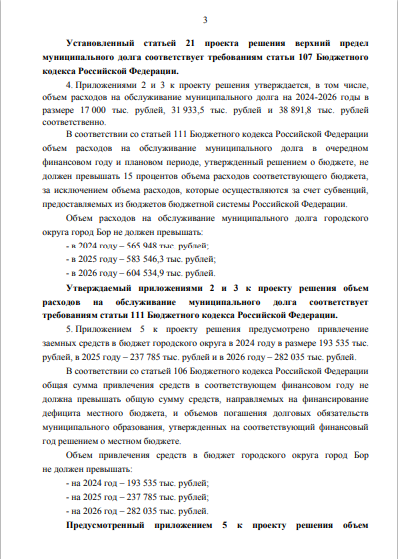 3
Установленный статьей 21 проекта решения верхний предел
муниципального долга соответствует требованиям статьи 107 Бюджетного
кодекса Российской Федерации.
4. Приложениями 2 и 3 к проекту решения утверждается, в том числе,
объем расходов на обслуживание муниципального долга на 2024-2026 годы в
размере 17 000 тыс. рублей, 31 933,5 тыс. рублей и 38 891,8 тыс. рублей
соответственно.
В соответствии со статьей 111 Бюджетного кодекса Российской Федерации
объем расходов на обслуживание муниципального долга в очередном
финансовом году и плановом периоде, утвержденный решением о бюджете, не
должен превышать 15 процентов объема расходов соответствующего бюджета,
за исключением объема расходов, которые осуществляются за счет субвенций,
предоставляемых из бюджетов бюджетной системы Российской Федерации.
Объем расходов на обслуживание муниципального долга городского
округа город Бор не должен превышать:
- в 2024 году – 565 948 тыс. рублей;
- в 2025 году – 583 546,3 тыс. рублей;
- в 2026 году – 604 534,9 тыс. рублей.
Утверждаемый приложениями 2 и 3 к проекту решения объем
расходов на обслуживание муниципального долга соответствует
требованиям статьи 111 Бюджетного кодекса Российской Федерации.
5. Приложением 5 к проекту решения предусмотрено привлечение
заемных средств в бюджет городского округа в 2024 году в размере 193 535 тыс.
рублей, в 2025 году – 237 785 тыс. рублей и в 2026 году – 282 035 тыс. рублей.
В соответствии со статьей 106 Бюджетного кодекса Российской Федерации
общая сумма привлечения средств в соответствующем финансовом году не
должна превышать общую сумму средств, направляемых на финансирование
дефицита местного бюджета, и объемов погашения долговых обязательств
муниципального образования, утвержденных на соответствующий финансовый
год решением о местном бюджете.
Объем привлечения средств в бюджет городского округа город Бор
не должен превышать:
- на 2024 год – 193 535 тыс. рублей;
- на 2025 год – 237 785 тыс. рублей;
- на 2026 год – 282 035 тыс. рублей.
Предусмотренный приложением 5 к проекту решения объем